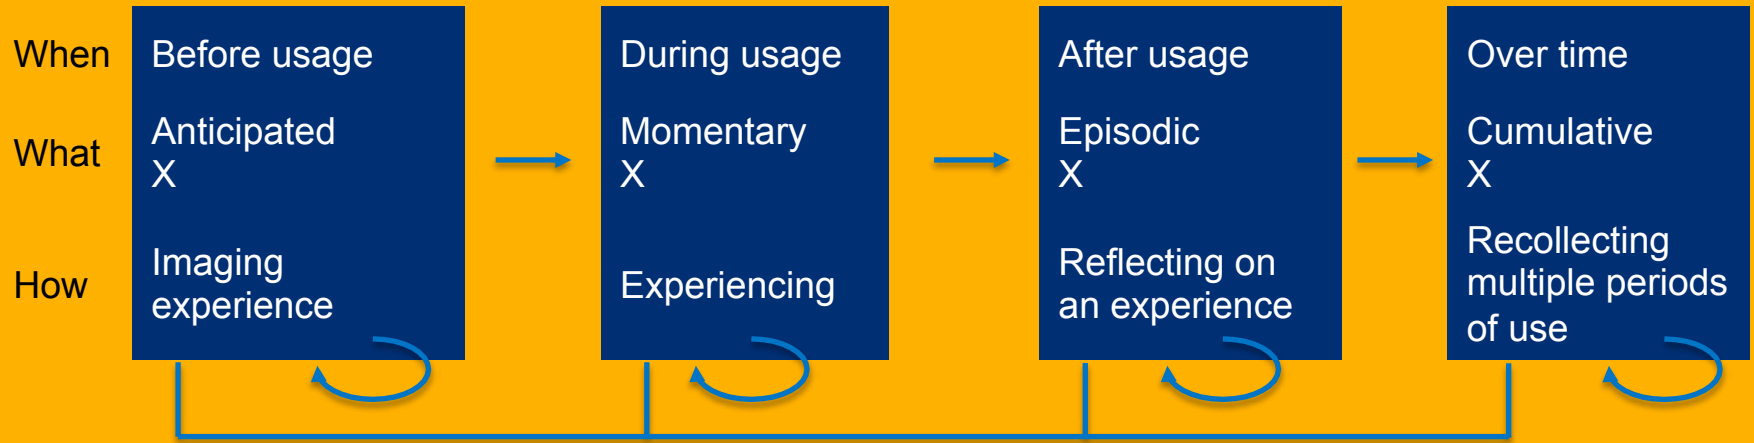 When
Before usage
During usage
After usage
Over time
What
Anticipated
X
Momentary
X
Episodic
X
Cumulative
X
How
Imaging
experience
Experiencing
Reflecting on
an experience
Recollecting
multiple periods
of use